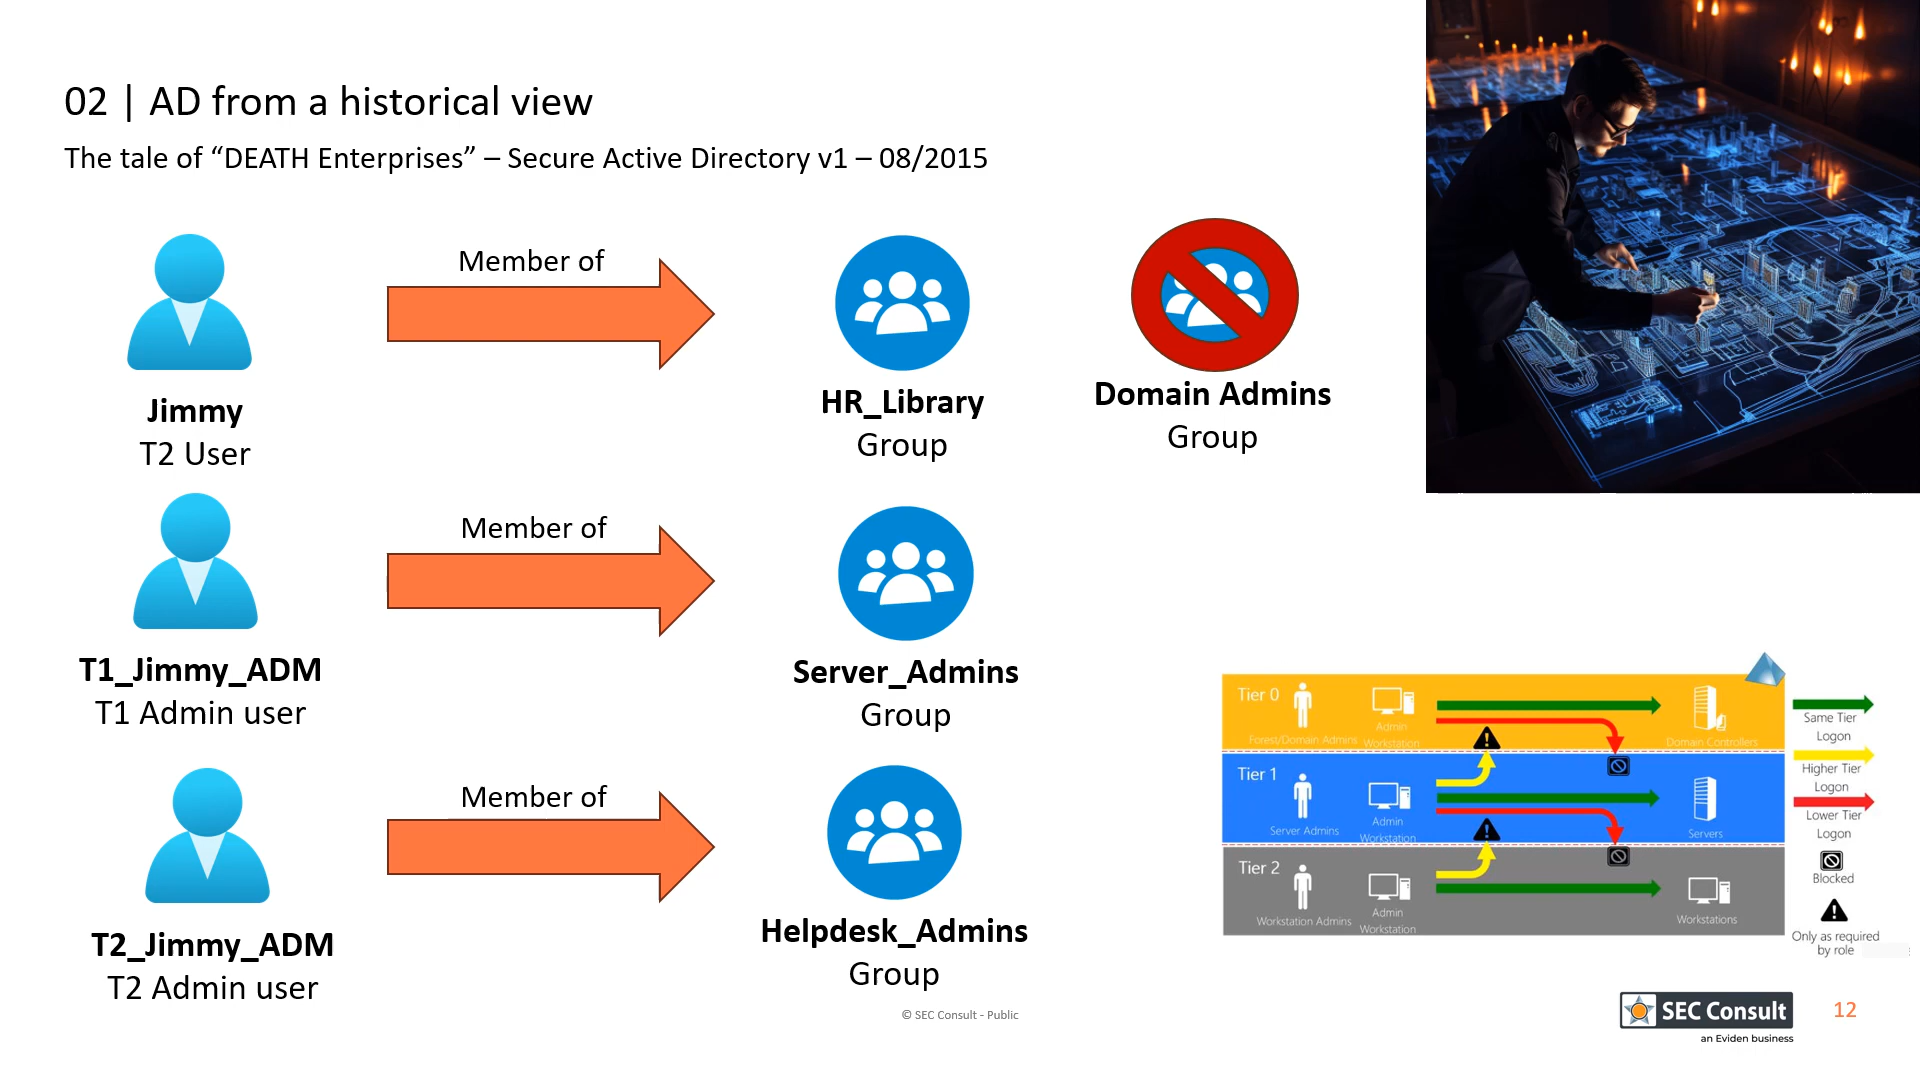 02 | AD from a historical view
The tale of “DEATH Enterprises” – Secure Active Directory v1 – 08/2015
Member of
Jimmy
T2 User
HR_Library
Group
Domain Admins
Group
Member of
T1_Jimmy_ADM
T1 Admin user
Server_Admins
Group
Member of
T2_Jimmy_ADM
T2 Admin user
Helpdesk_Admins
Group
Tier 0
Forest/Domain Admins
Admin
Workstation
Domain Controllers
Tier 1
Server Admins
Admin
Workstation
Servers
Tier 2
Workstation Admins
Admin
Workstation
Workstations
Same Tier
Logon
Higher Tier
Logon
Lower Tier
Logon
Blocked
Only as required
by role
© SEC Consult - Public
SEC Consult
an Eviden business
12